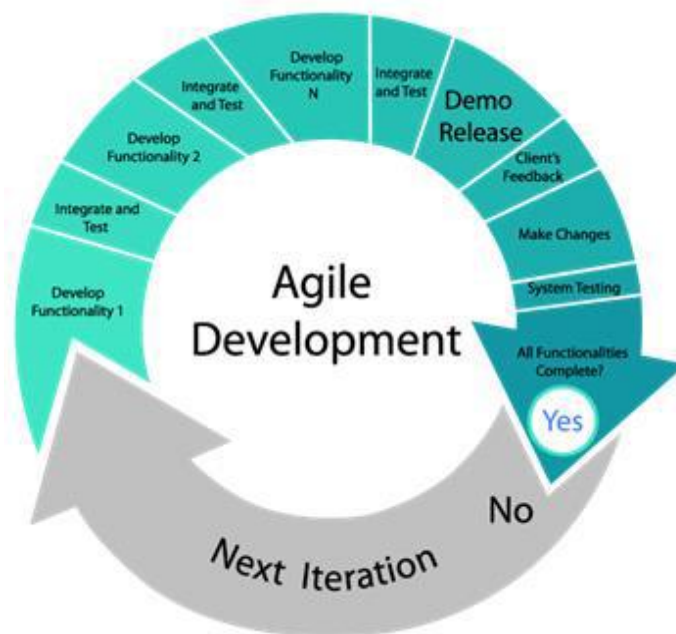 Develop
Functionality 1
Integrate and
Test
Develop
Functionality 2
Integrate
and Test
Develop
Functionality
N
Integrate
and Test
Demo
Release
Client's
Feedback
Make Changes
System Testing
All Functionalities
Complete?
Yes
No
Next Iteration
Agile
Development